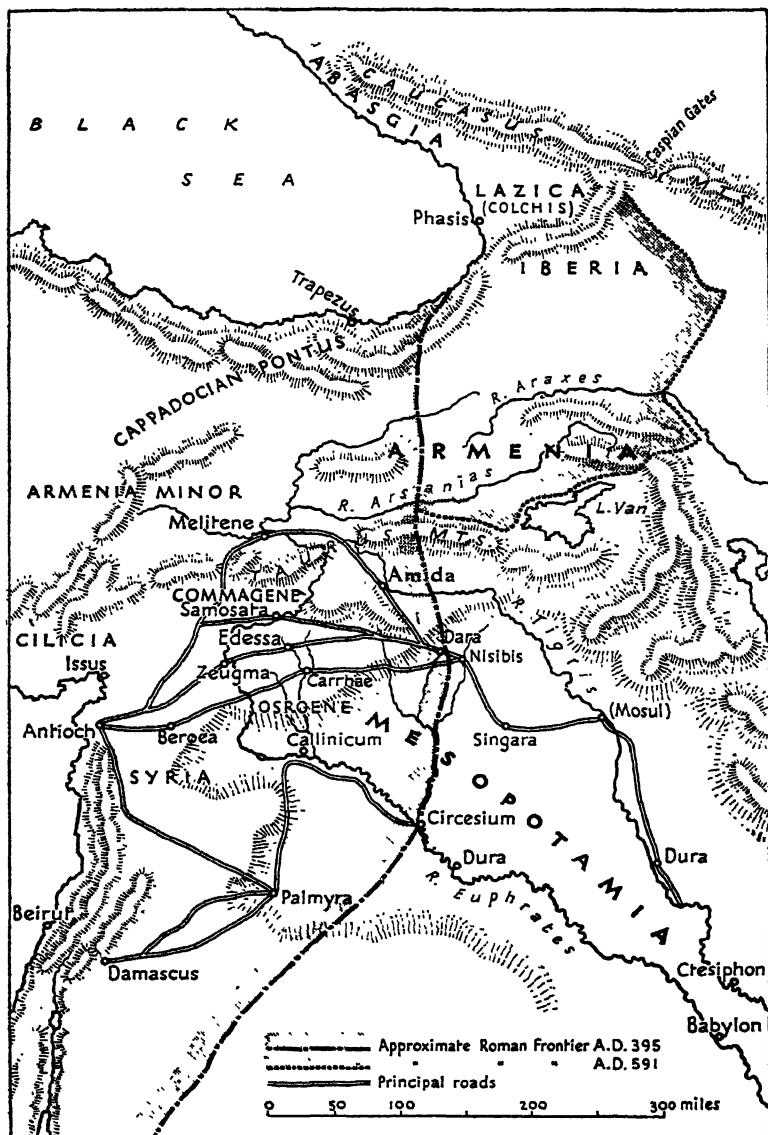 BLACK
SEA
ABASGIA
CAUCASUS MTS.
Caspian Gates
LAZICA
(COLCHIS)
Phasis
IBERIA
Trapezus
CAPPADOCIAN PONTUS
R. Araxes
ARMENIA
R. Arsanias
ARMENIA MINOR
L. Van
Melitene
TAURUS MTS.
COMMAGENE
Amida
Samosata
R. Tigris
CILICIA
Edessa
Dara
Issus
Zeugma
Nisibis
Carrhae
OSROENE
(Mosul)
Antioch
Beroea
MESOPOTAMIA
Singara
Callinicum
SYRIA
Circesium
Dura
Dura
R. Euphrates
Palmyra
Beirut
Damascus
Ctesiphon
Babylon
Approximate Roman Frontier A.D. 395
" " " A.D. 591
Principal roads
0 50 100 200 300 miles